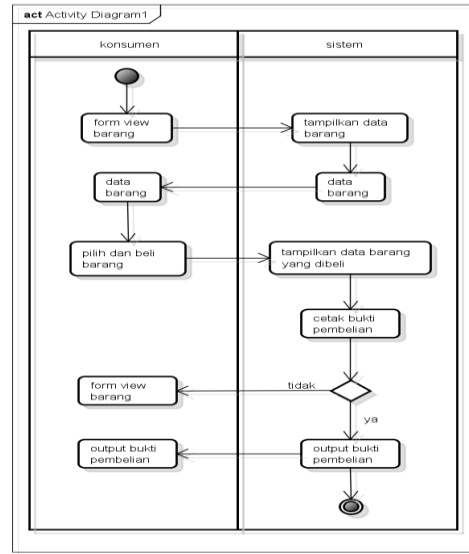 act Activity Diagram1
konsumen
sistem
form view
barang
tampilkan data
barang
data
barang
data
barang
pilih dan beli
barang
tampilkan data barang
yang dibeli
cetak bukti
pembelian
form view
barang
tidak
ya
output bukti
pembelian
output bukti
pembelian